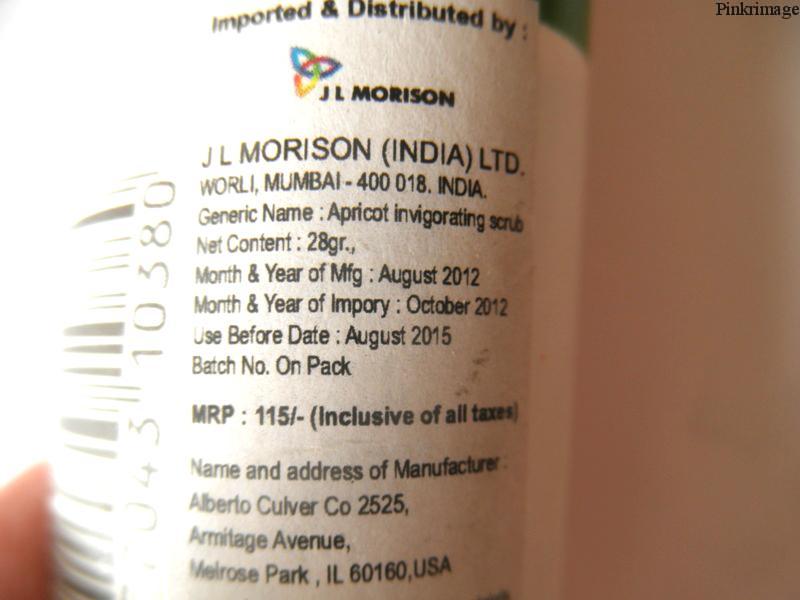 Pinkrimage
Imported & Distributed by :
J L MORISON
J L MORISON (INDIA) LTD.
WORLI, MUMBAI - 400 018. INDIA.
Generic Name : Apricot invigorating scrub
Net Content : 28gr.,
Month & Year of Mfg : August 2012
Month & Year of Impory : October 2012
Use Before Date : August 2015
Batch No. On Pack
MRP : 115/- (Inclusive of all taxes)
Name and address of Manufacturer :
Alberto Culver Co 2525,
Armitage Avenue,
Melrose Park , IL 60160,USA